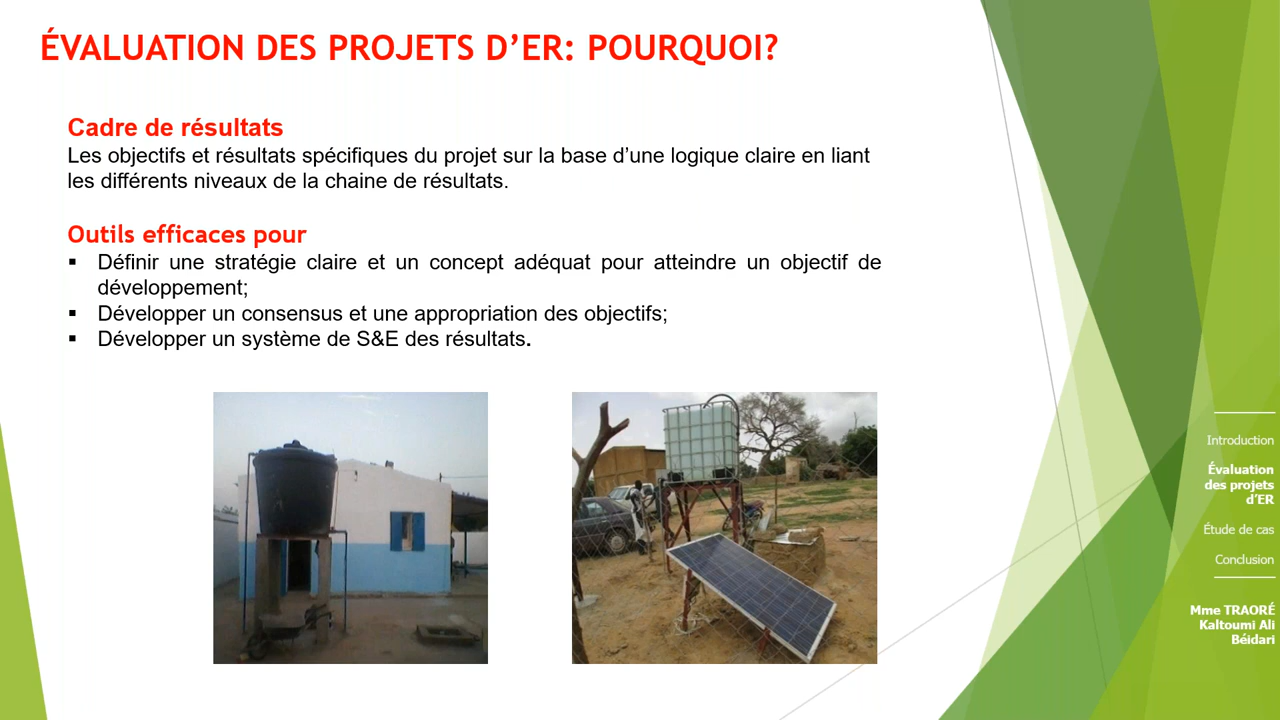 ÉVALUATION DES PROJETS D’ER: POURQUOI?
Cadre de résultats
Les objectifs et résultats spécifiques du projet sur la base d’une logique claire en liant
les différents niveaux de la chaine de résultats.
Outils efficaces pour
▪ Définir une stratégie claire et un concept adéquat pour atteindre un objectif de
développement;
▪ Développer un consensus et une appropriation des objectifs;
▪ Développer un système de S&E des résultats.
Introduction
Évaluation
des projets
d’ER
Étude de cas
Conclusion
Mme TRAORÉ
Kaltoumi Ali
Béidari